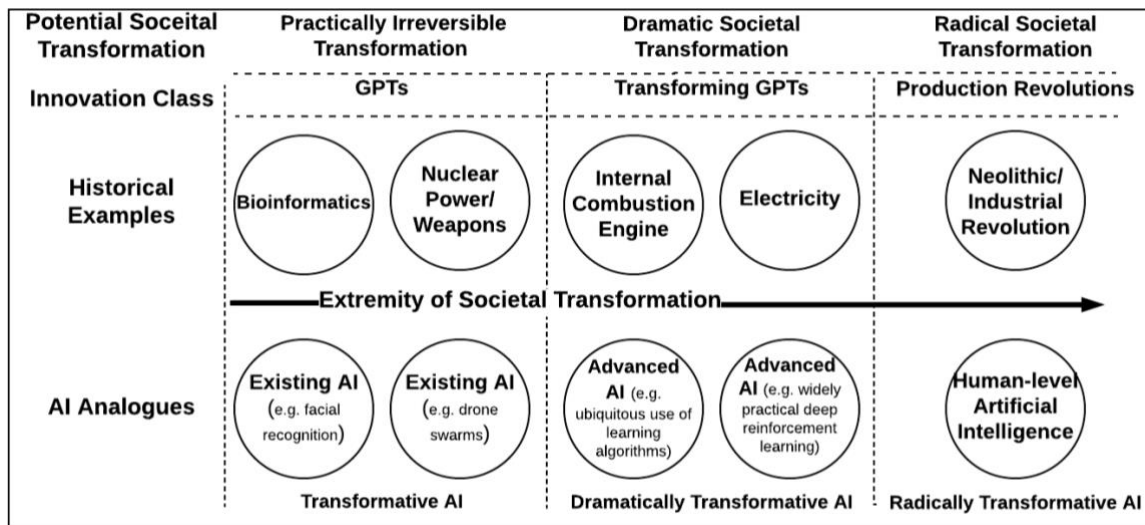 Potential Soceital
Transformation
Practically Irreversible
Transformation
Dramatic Societal
Transformation
Radical Societal
Transformation
Innovation Class
GPTs
Transforming GPTs
Production Revolutions
Historical
Examples
Bioinformatics
Nuclear
Power/
Weapons
Internal
Combustion
Engine
Electricity
Neolithic/
Industrial
Revolution
Extremity of Societal Transformation
AI Analogues
Existing AI
(e.g. facial
recognition)
Existing AI
(e.g. drone
swarms)
Advanced
AI (e.g.
ubiquitous use of
learning
algorithms)
Advanced
AI (e.g. widely
practical deep
reinforcement
learning)
Human-level
Artificial
Intelligence
Transformative AI
Dramatically Transformative AI
Radically Transformative AI